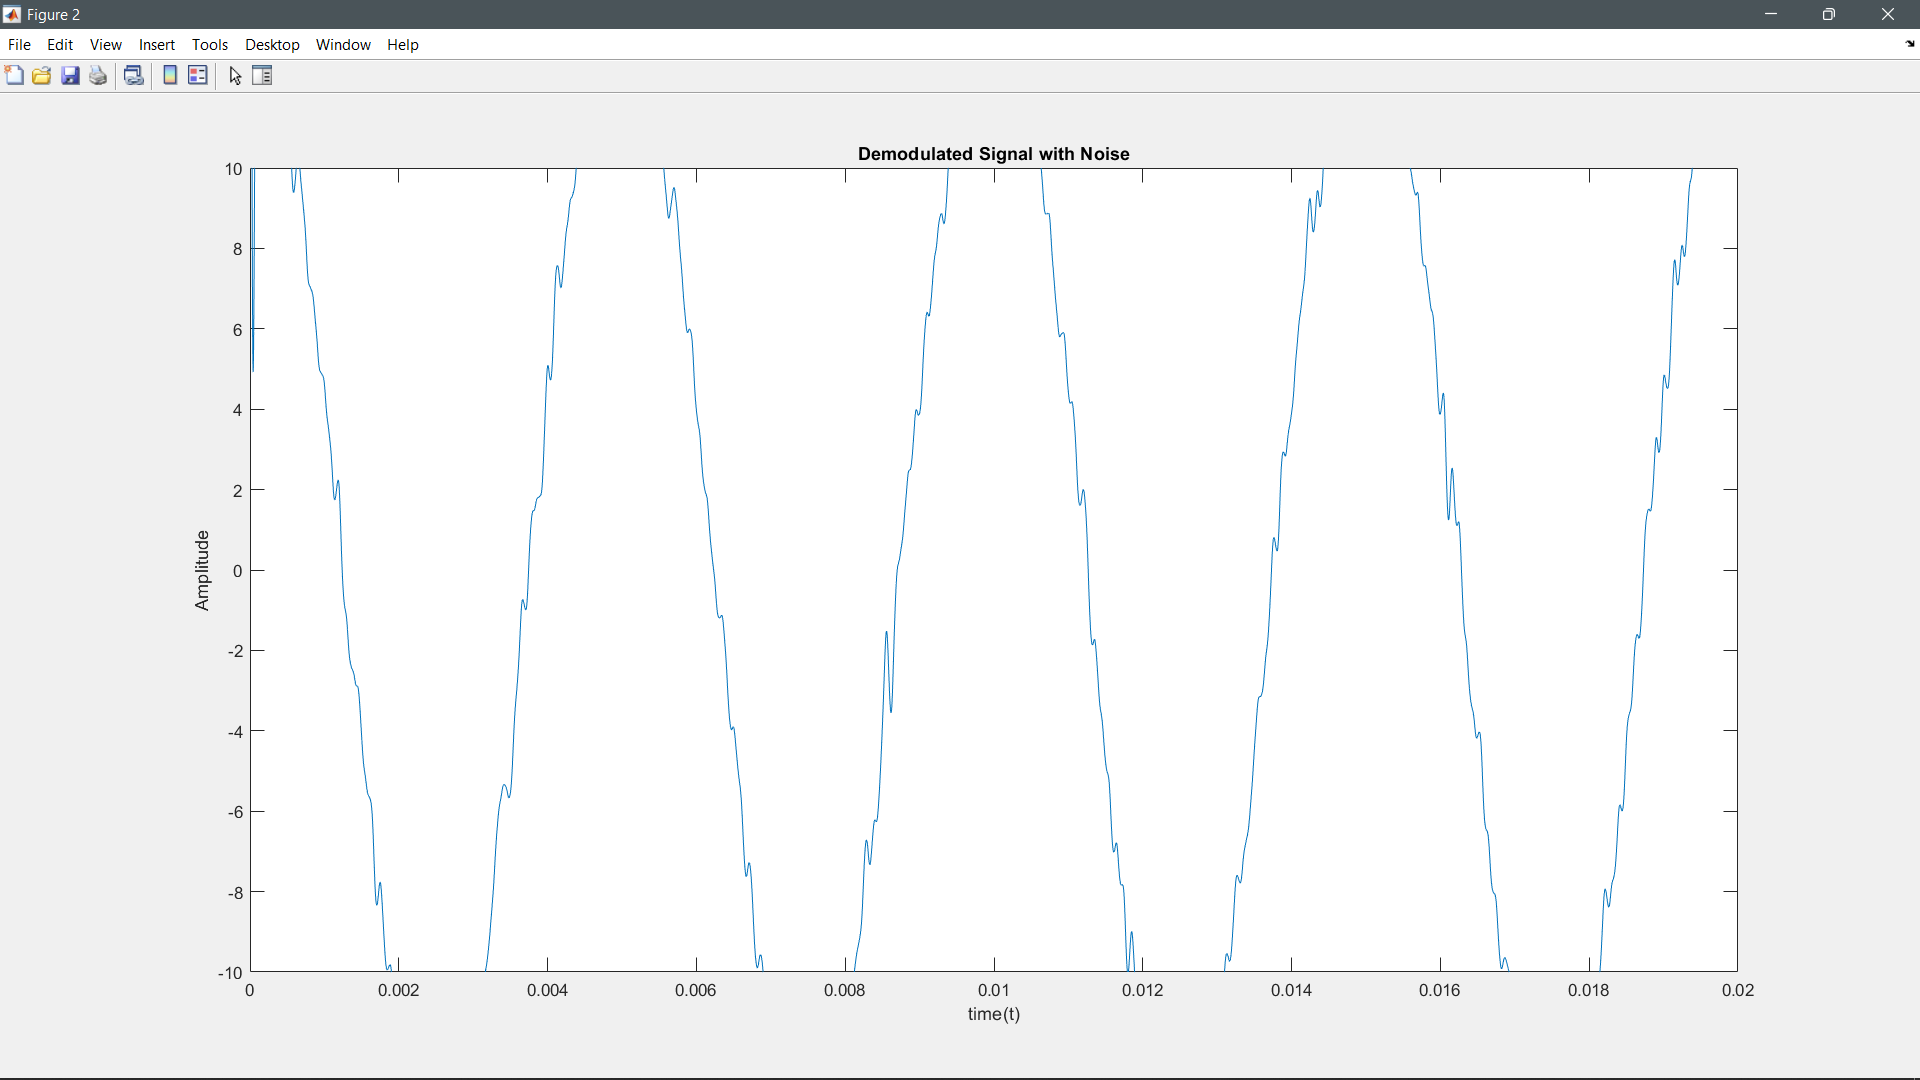 Figure 2
File Edit View Insert Tools Desktop Window Help
Demodulated Signal with Noise
10
8
6
4
2
0
-2
-4
-6
-8
-10
Amplitude
0 0.002 0.004 0.006 0.008 0.01 0.012 0.014 0.016 0.018 0.02
time(t)